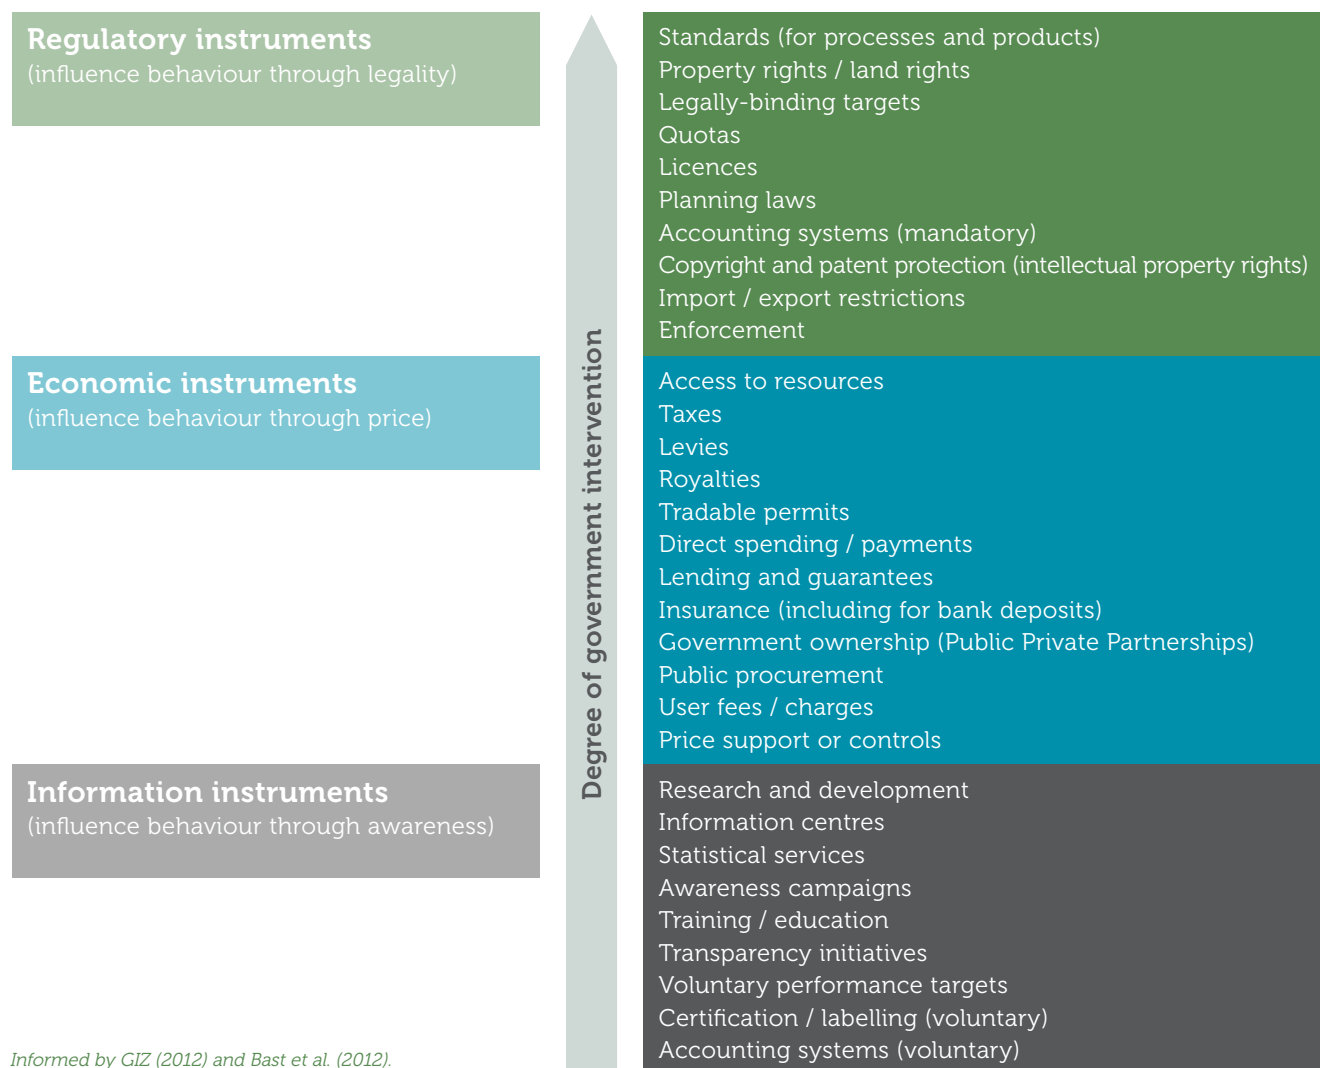 Regulatory instruments
(influence behaviour through legality)
Standards (for processes and products)
Property rights / land rights
Legally-binding targets
Quotas
Licences
Planning laws
Accounting systems (mandatory)
Copyright and patent protection (intellectual property rights)
Import / export restrictions
Enforcement
Degree of government intervention
Economic instruments
(influence behaviour through price)
Access to resources
Taxes
Levies
Royalties
Tradable permits
Direct spending / payments
Lending and guarantees
Insurance (including for bank deposits)
Government ownership (Public Private Partnerships)
Public procurement
User fees / charges
Price support or controls
Information instruments
(influence behaviour through awareness)
Research and development
Information centres
Statistical services
Awareness campaigns
Training / education
Transparency initiatives
Voluntary performance targets
Certification / labelling (voluntary)
Accounting systems (voluntary)
Informed by GIZ (2012) and Bast et al. (2012).